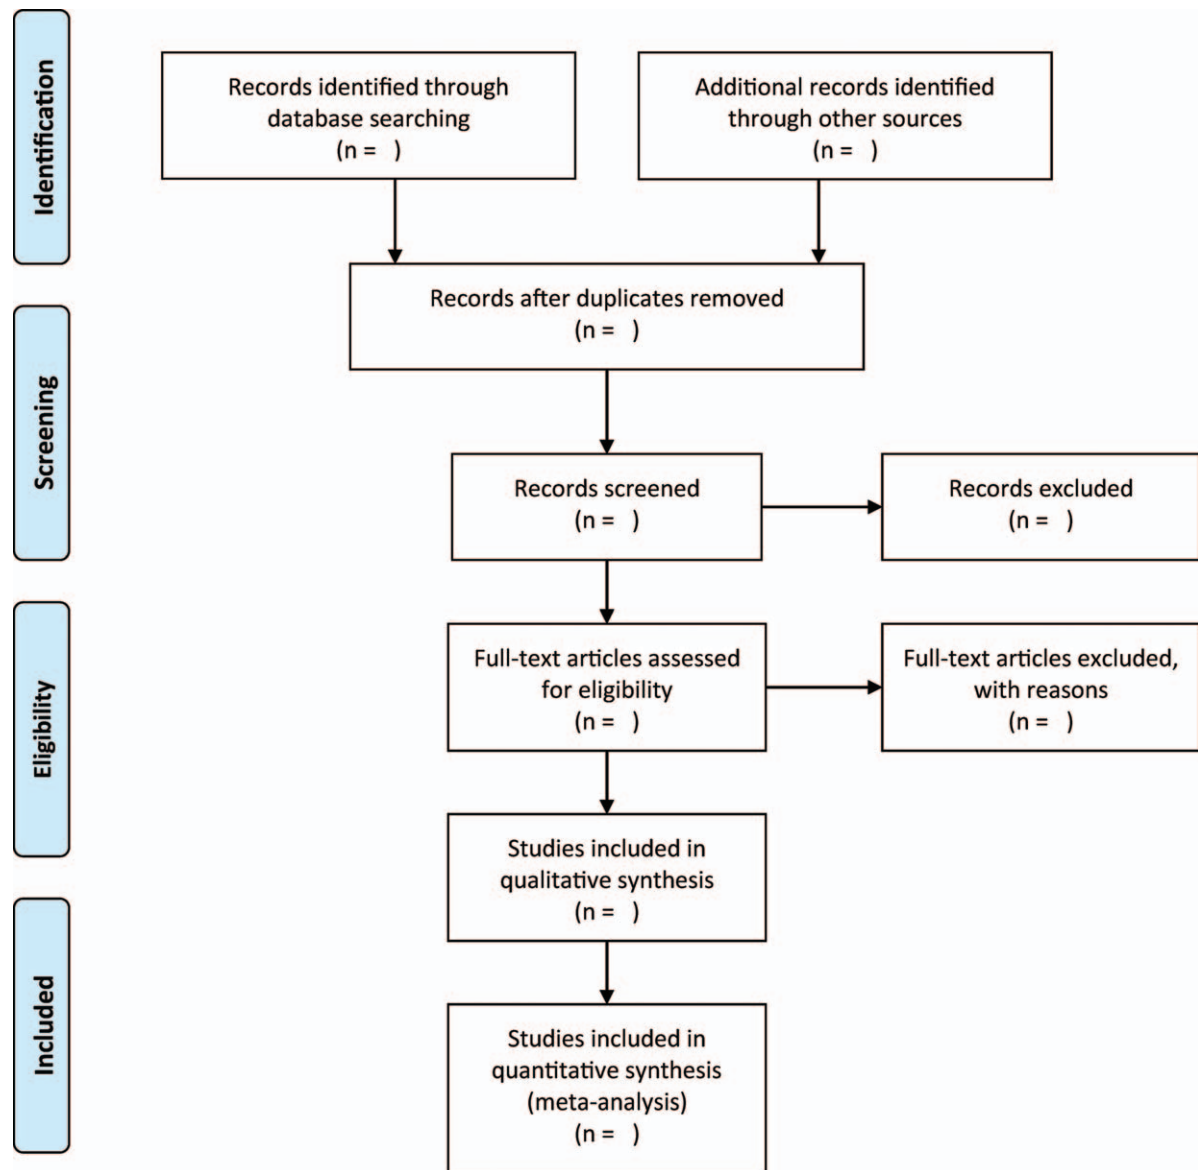 Identification
Records identified through
database searching
(n =   )
Additional records identified
through other sources
(n =   )
Records after duplicates removed
(n =   )
Screening
Records screened
(n =   )
Records excluded
(n =   )
Eligibility
Full-text articles assessed
for eligibility
(n =   )
Full-text articles excluded,
with reasons
(n =   )
Studies included in
qualitative synthesis
(n =   )
Included
Studies included in
quantitative synthesis
(meta-analysis)
(n =   )